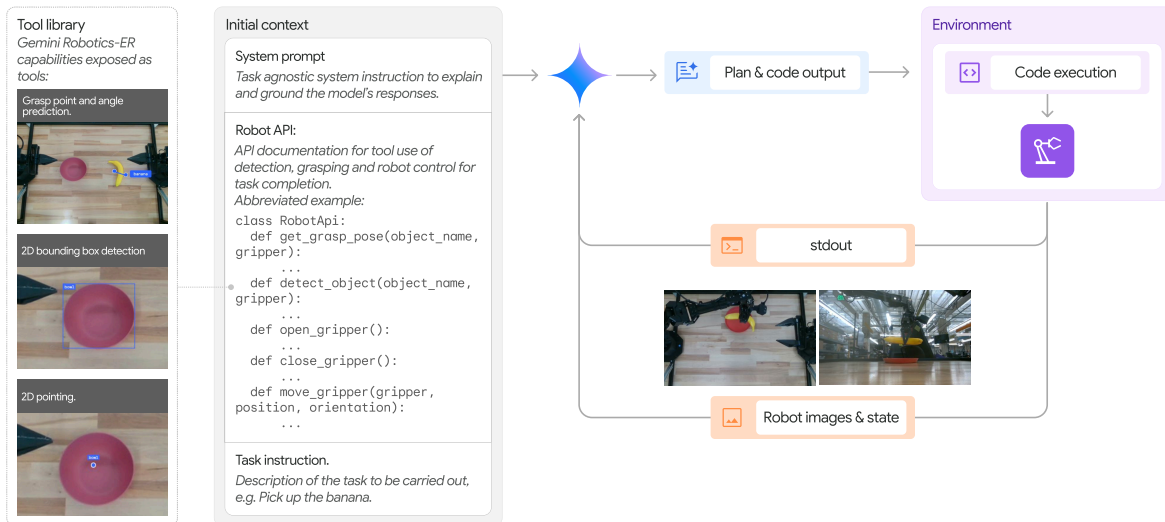 Tool library
Gemini Robotics-ER
capabilities exposed as
tools:
Grasp point and angle
prediction.
banana
2D bounding box detection
bowl
2D pointing.
bowl
Initial context
System prompt
Task agnostic system instruction to explain
and ground the model's responses.
Robot API:
API documentation for tool use of
detection, grasping and robot control for
task completion.
Abbreviated example:
class RobotApi:
def get_grasp_pose(object_name,
gripper):
...
def detect_object(object_name,
gripper):
...
def open_gripper():
...
def close_gripper():
...
def move_gripper(gripper,
position, orientation):
...
Task instruction.
Description of the task to be carried out,
e.g. Pick up the banana.
Plan & code output
Environment
Code execution
stdout
Robot images & state